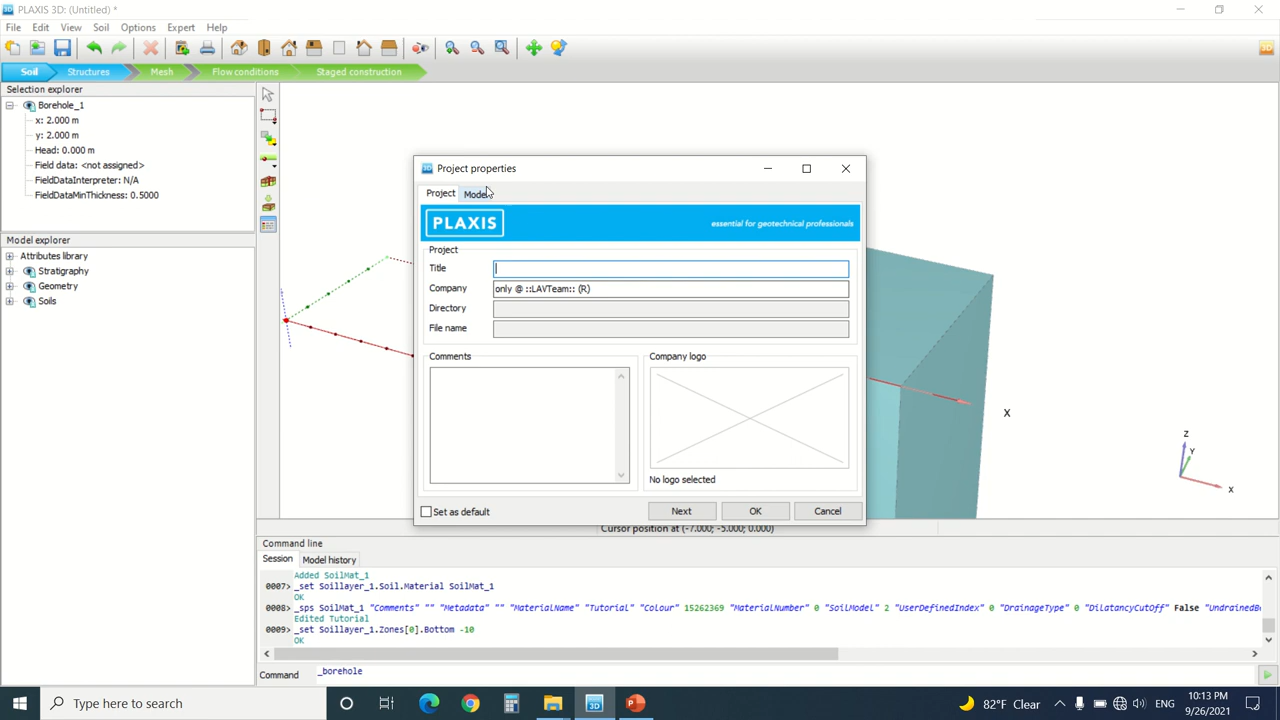 PLAXIS 3D: (Untitled) *
File Edit View Soil Options Expert Help
Soil Structures Mesh Flow conditions Staged construction
Selection explorer
Borehole_1
x: 2.000 m
y: 2.000 m
Head: 0.000 m
Field data: <not assigned>
FieldDataInterpreter: N/A
FieldDataMinThickness: 0.5000
Model explorer
Attributes library
Stratigraphy
Geometry
Soils
Project properties
Project Model
PLAXIS essential for geotechnical professionals
Project
Title
Company only @ ::LAVTeam:: (R)
Directory
File name
Comments Company logo
No logo selected
Set as default Next OK Cancel
X
Z
Y
X
Cursor position at (-7.000; -5.000; 0.000)
Command line
Session Model history
Added SoilMat_1
0007> _set Soillayer_1.Soil.Material SoilMat_1
OK
0008> _sps SoilMat_1 "Comments" "" "Metadata" "" "MaterialName" "Tutorial" "Colour" 15262369 "MaterialNumber" 0 "SoilModel" 2 "UserDefinedIndex" 0 "DrainageType" 0 "DilatancyCutOff" False
Edited Tutorial
0009> _set Soillayer_1.Zones[0].Bottom -10
OK
Command _borehole
Type here to search
82°F Clear
ENG
10:13 PM
9/26/2021